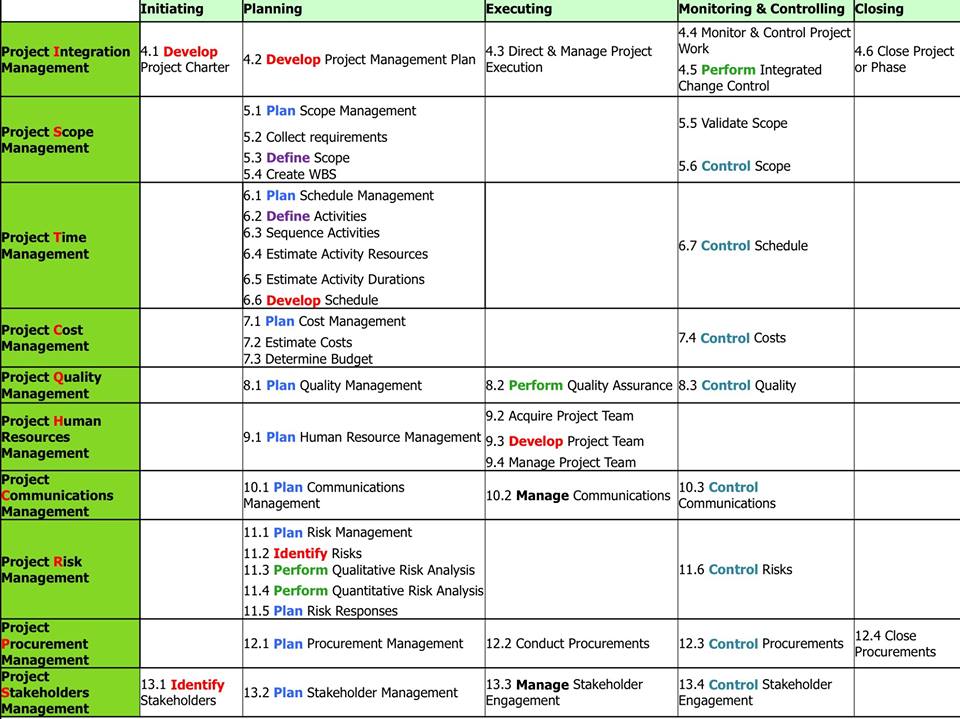 Initiating Planning Executing Monitoring & Controlling Closing
Project Integration
Management
4.1 Develop
Project Charter
4.2 Develop Project Management Plan
4.3 Direct & Manage Project
Execution
4.4 Monitor & Control Project
Work
4.5 Perform Integrated
Change Control
4.6 Close Project
or Phase
Project Scope
Management
5.1 Plan Scope Management
5.2 Collect requirements
5.3 Define Scope
5.4 Create WBS
5.5 Validate Scope
5.6 Control Scope
Project Time
Management
6.1 Plan Schedule Management
6.2 Define Activities
6.3 Sequence Activities
6.4 Estimate Activity Resources
6.5 Estimate Activity Durations
6.6 Develop Schedule
6.7 Control Schedule
Project Cost
Management
7.1 Plan Cost Management
7.2 Estimate Costs
7.3 Determine Budget
7.4 Control Costs
Project Quality
Management
8.1 Plan Quality Management
8.2 Perform Quality Assurance
8.3 Control Quality
Project Human
Resources
Management
9.1 Plan Human Resource Management
9.2 Acquire Project Team
9.3 Develop Project Team
9.4 Manage Project Team
Project
Communications
Management
10.1 Plan Communications
Management
10.2 Manage Communications
10.3 Control
Communications
Project Risk
Management
11.1 Plan Risk Management
11.2 Identify Risks
11.3 Perform Qualitative Risk Analysis
11.4 Perform Quantitative Risk Analysis
11.5 Plan Risk Responses
11.6 Control Risks
Project
Procurement
Management
12.1 Plan Procurement Management
12.2 Conduct Procurements
12.3 Control Procurements
12.4 Close
Procurements
Project
Stakeholders
Management
13.1 Identify
Stakeholders
13.2 Plan Stakeholder Management
13.3 Manage Stakeholder
Engagement
13.4 Control Stakeholder
Engagement